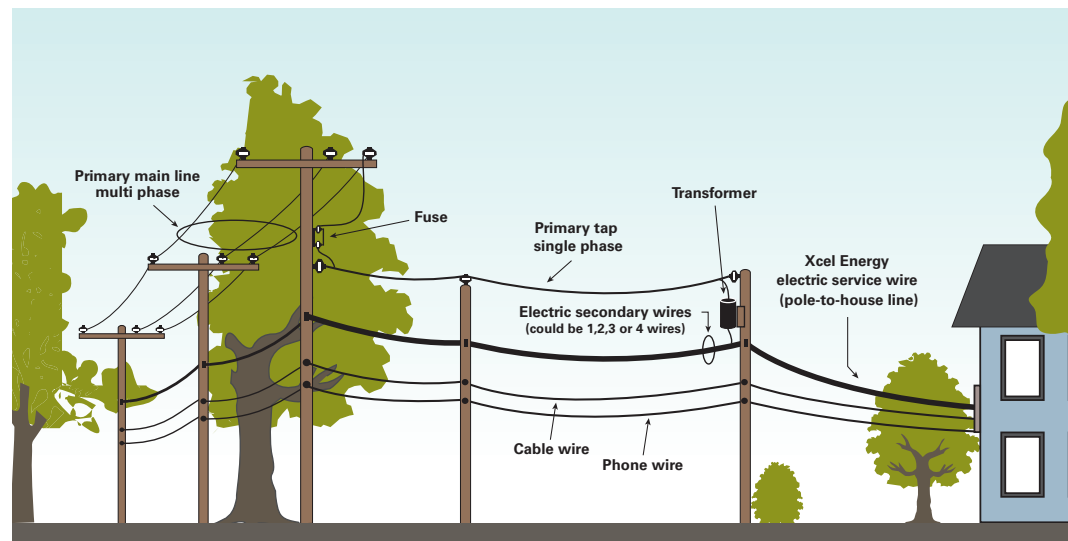 Primary main line
multi phase
Fuse
Primary tap
single phase
Transformer
Xcel Energy
electric service wire
(pole-to-house line)
Electric secondary wires
(could be 1,2,3 or 4 wires)
Cable wire
Phone wire